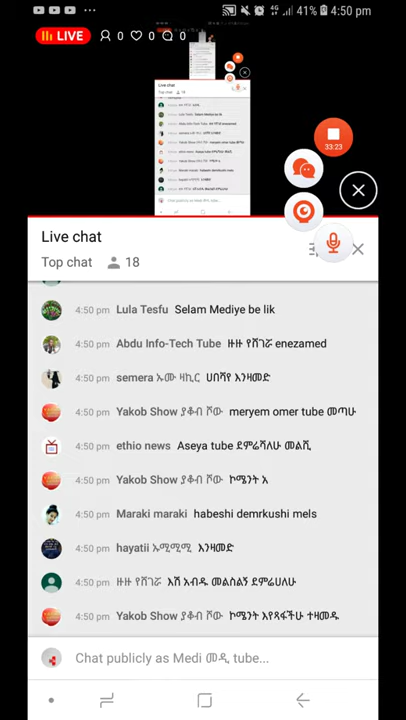 4G 41% 4:50 pm
LIVE 0 0 0
33:23
Live chat
Top chat 18
4:50 pm Lula Tesfu Selam Mediye be lik
4:50 pm Abdu Info-Tech Tube ዙዙ የሸገሯ enezamed
4:50 pm semera ኡሙ ዛኪር ሀበሻየ እንዛመድ
4:50 pm Yakob Show ያቆብ ሾው meryem omer tube መጣሁ
4:50 pm ethio news Aseya tube ደምሬሻለሁ መልሺ
4:50 pm Yakob Show ያቆብ ሾው ኮሜንት አ
4:50 pm Maraki maraki habeshi demrkushi mels
4:50 pm hayatii ኡሚሚሚ እንዛመድ
4:50 pm ዙዙ የሸገሯ እሽ አብዱ መልስልኝ ደምሬሀለሁ
4:50 pm Yakob Show ያቆብ ሾው ኮሜንት እየጻፋችሁ ተዛመዱ
Chat publicly as Medi መዲ tube...